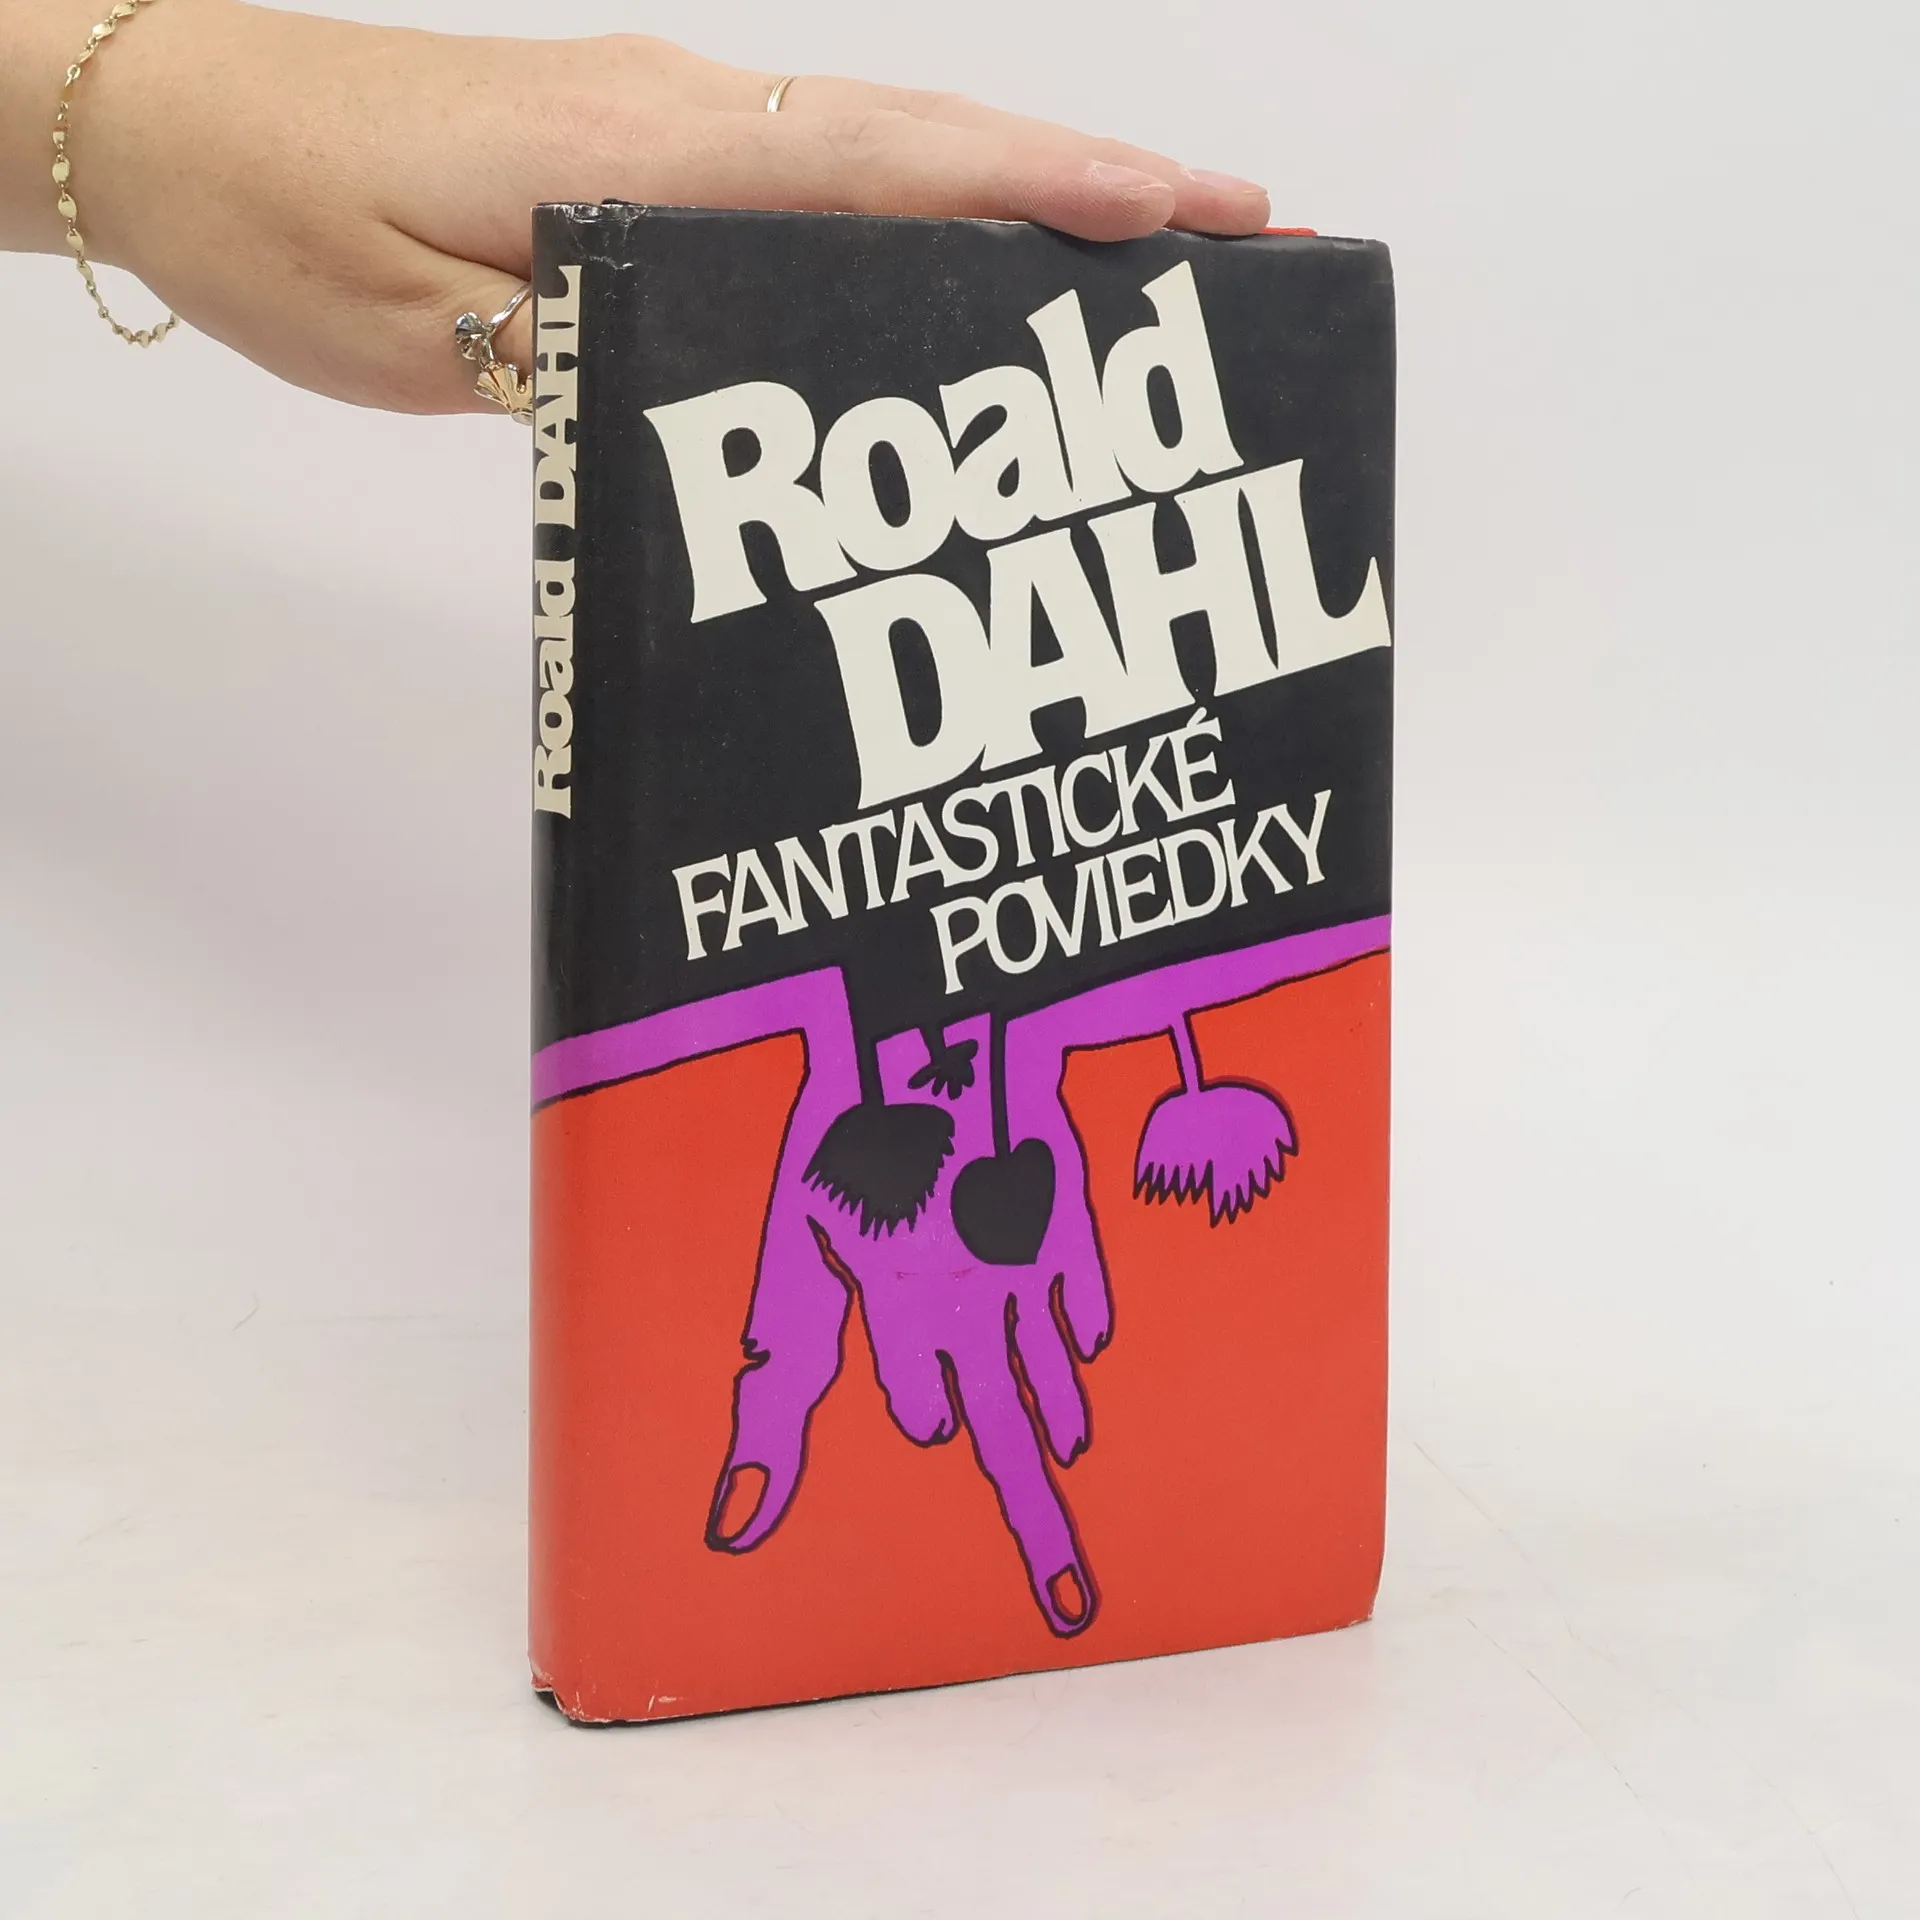 Roald DAHL
Roald
DAHL
FANTASTICKÉ
POVIEDKY